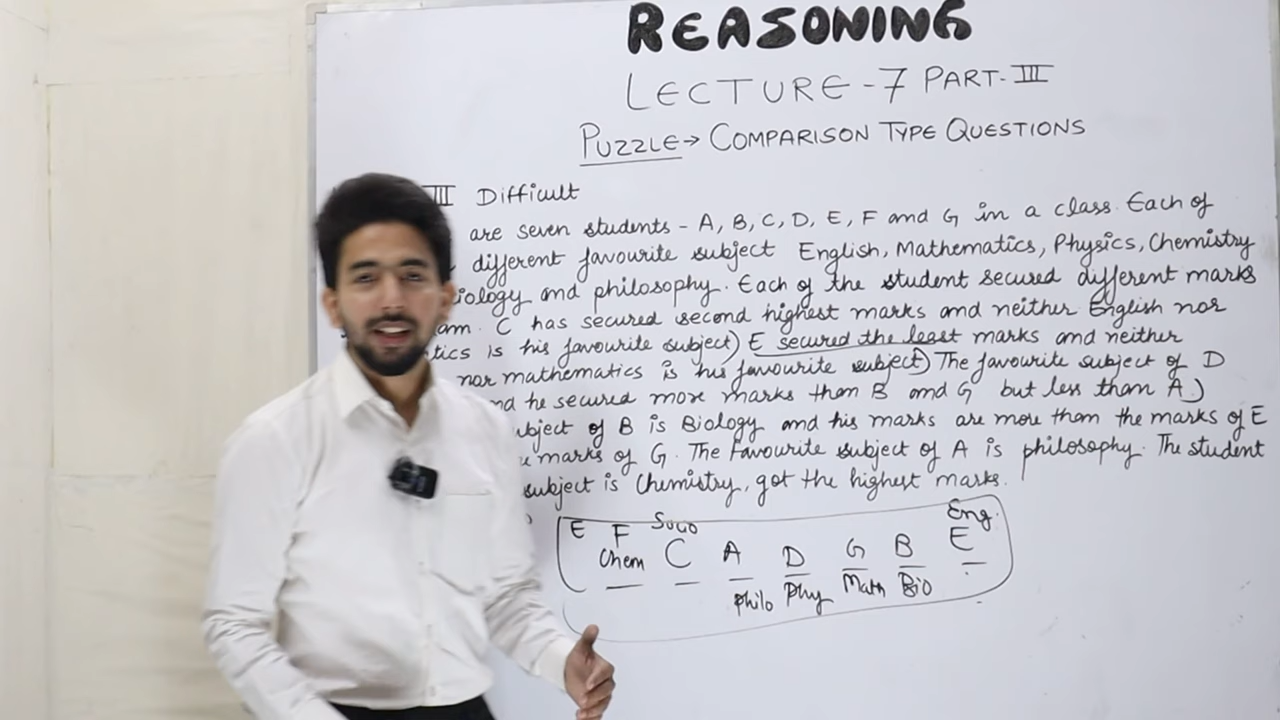 REASONING
LECTURE-7 PART-III
PUZZLE→ COMPARISON TYPE QUESTIONS
III Difficult
are seven students - A, B, C, D, E, F and G in a class. Each of
different favourite subject English, Mathematics, Physics, Chemistry
iology and philosophy. Each of the student secured different marks
am. C has secured second highest marks and neither English nor
tics is his favourite subject) E secured the least marks and neither
nor mathematics is his favourite subject) The favourite subject of D
nd he secured more marks than B and G but less than A.)
ubject of B is Biology and his marks are more than the marks of E
marks of G. The Favourite subject of A is philosophy. The student
subject is Chemistry, got the highest marks.
E F Socio Eng.
Chem C A D G B E
Philo Phy Math Bio